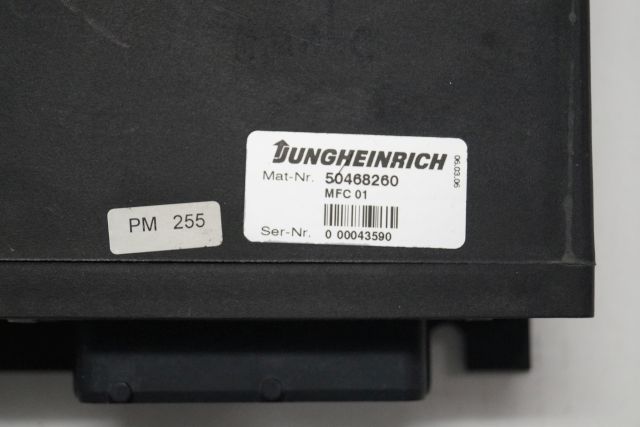 JUNGHEINRICH
Mat-Nr. 50468260
MFC 01
Ser-Nr. 0 00043590
06.03.06
PM 255